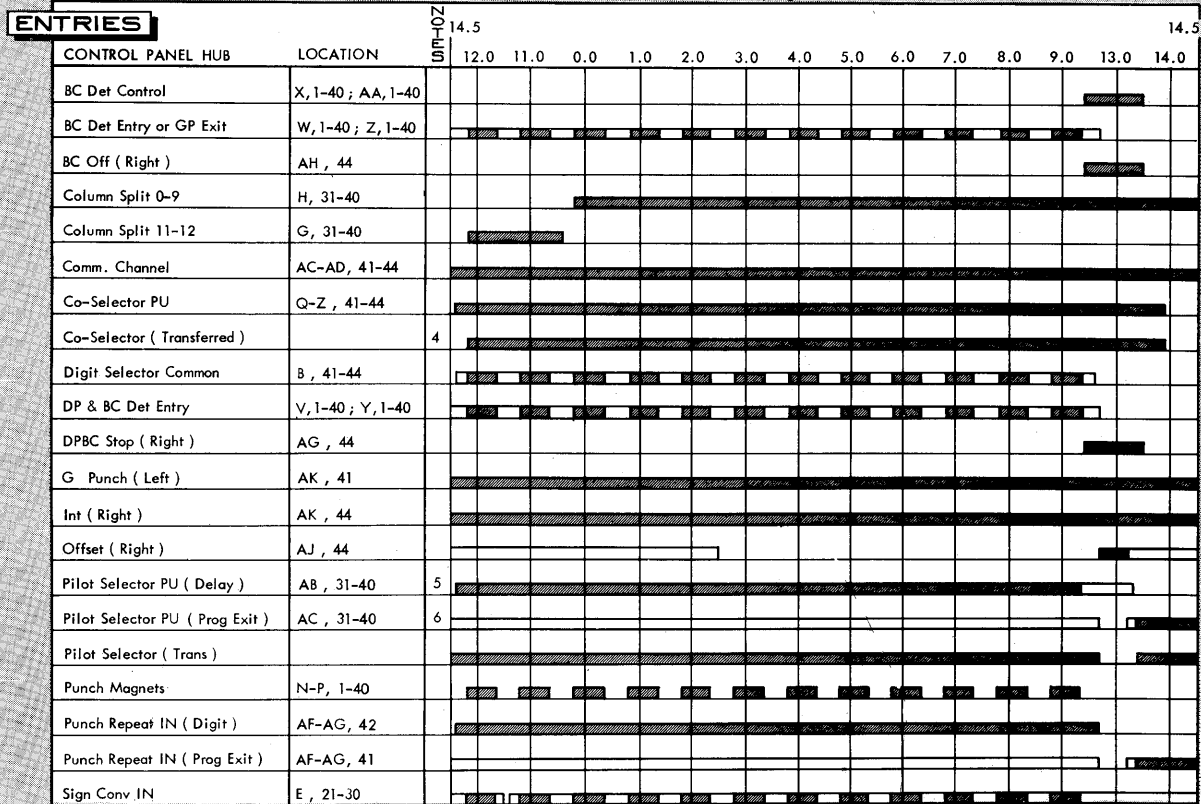 ENTRIES
NOTES
14.5 14.5
CONTROL PANEL HUB LOCATION 12.0 11.0 0.0 1.0 2.0 3.0 4.0 5.0 6.0 7.0 8.0 9.0 13.0 14.0
BC Det Control X, 1-40 ; AA, 1-40
BC Det Entry or GP Exit W, 1-40 ; Z, 1-40
BC Off ( Right ) AH , 44
Column Split 0-9 H, 31-40
Column Split 11-12 G, 31-40
Comm. Channel AC-AD, 41-44
Co-Selector PU Q-Z , 41-44
Co-Selector ( Transferred ) 4
Digit Selector Common B , 41-44
DP & BC Det Entry V, 1-40 ; Y, 1-40
DPBC Stop ( Right ) AG , 44
G Punch ( Left ) AK , 41
Int ( Right ) AK , 44
Offset ( Right ) AJ , 44
Pilot Selector PU ( Delay ) AB , 31-40 5
Pilot Selector PU ( Prog Exit ) AC , 31-40 6
Pilot Selector ( Trans )
Punch Magnets N-P, 1-40
Punch Repeat IN ( Digit ) AF-AG, 42
Punch Repeat IN ( Prog Exit ) AF-AG, 41
Sign Conv IN E , 21-30